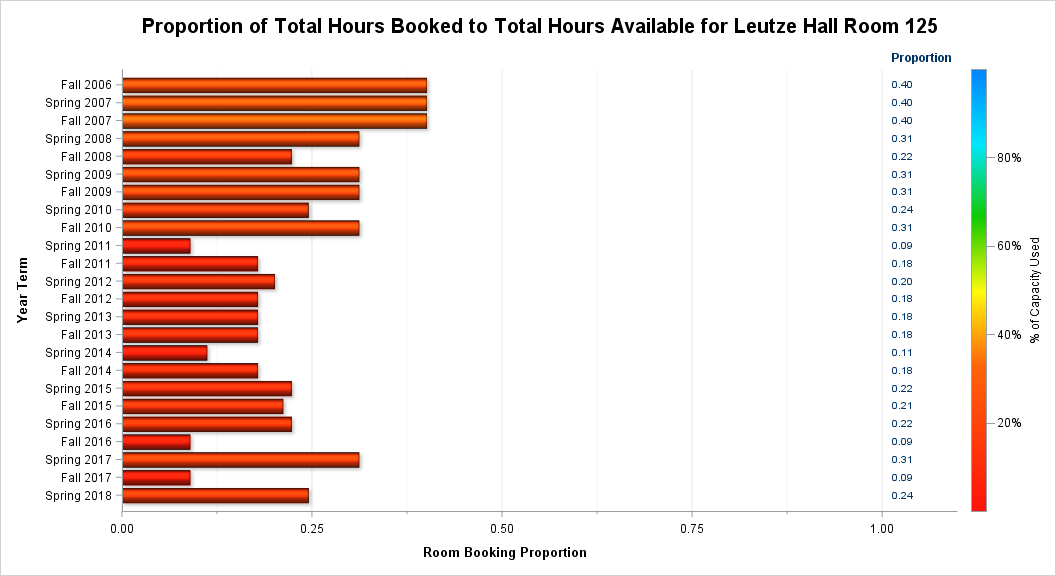 Proportion of Total Hours Booked to Total Hours Available for Leutze Hall Room 125
Proportion
Fall 2006 0.40
Spring 2007 0.40
Fall 2007 0.40
Spring 2008 0.31
Fall 2008 0.22
Spring 2009 0.31
Fall 2009 0.31
Spring 2010 0.24
Fall 2010 0.31
Spring 2011 0.09
Fall 2011 0.18
Spring 2012 0.20
Fall 2012 0.18
Spring 2013 0.18
Fall 2013 0.18
Spring 2014 0.11
Fall 2014 0.18
Spring 2015 0.22
Fall 2015 0.21
Spring 2016 0.22
Fall 2016 0.09
Spring 2017 0.31
Fall 2017 0.09
Spring 2018 0.24
Year Term
80%
60%
40%
20%
% of Capacity Used
0.00 0.25 0.50 0.75 1.00
Room Booking Proportion